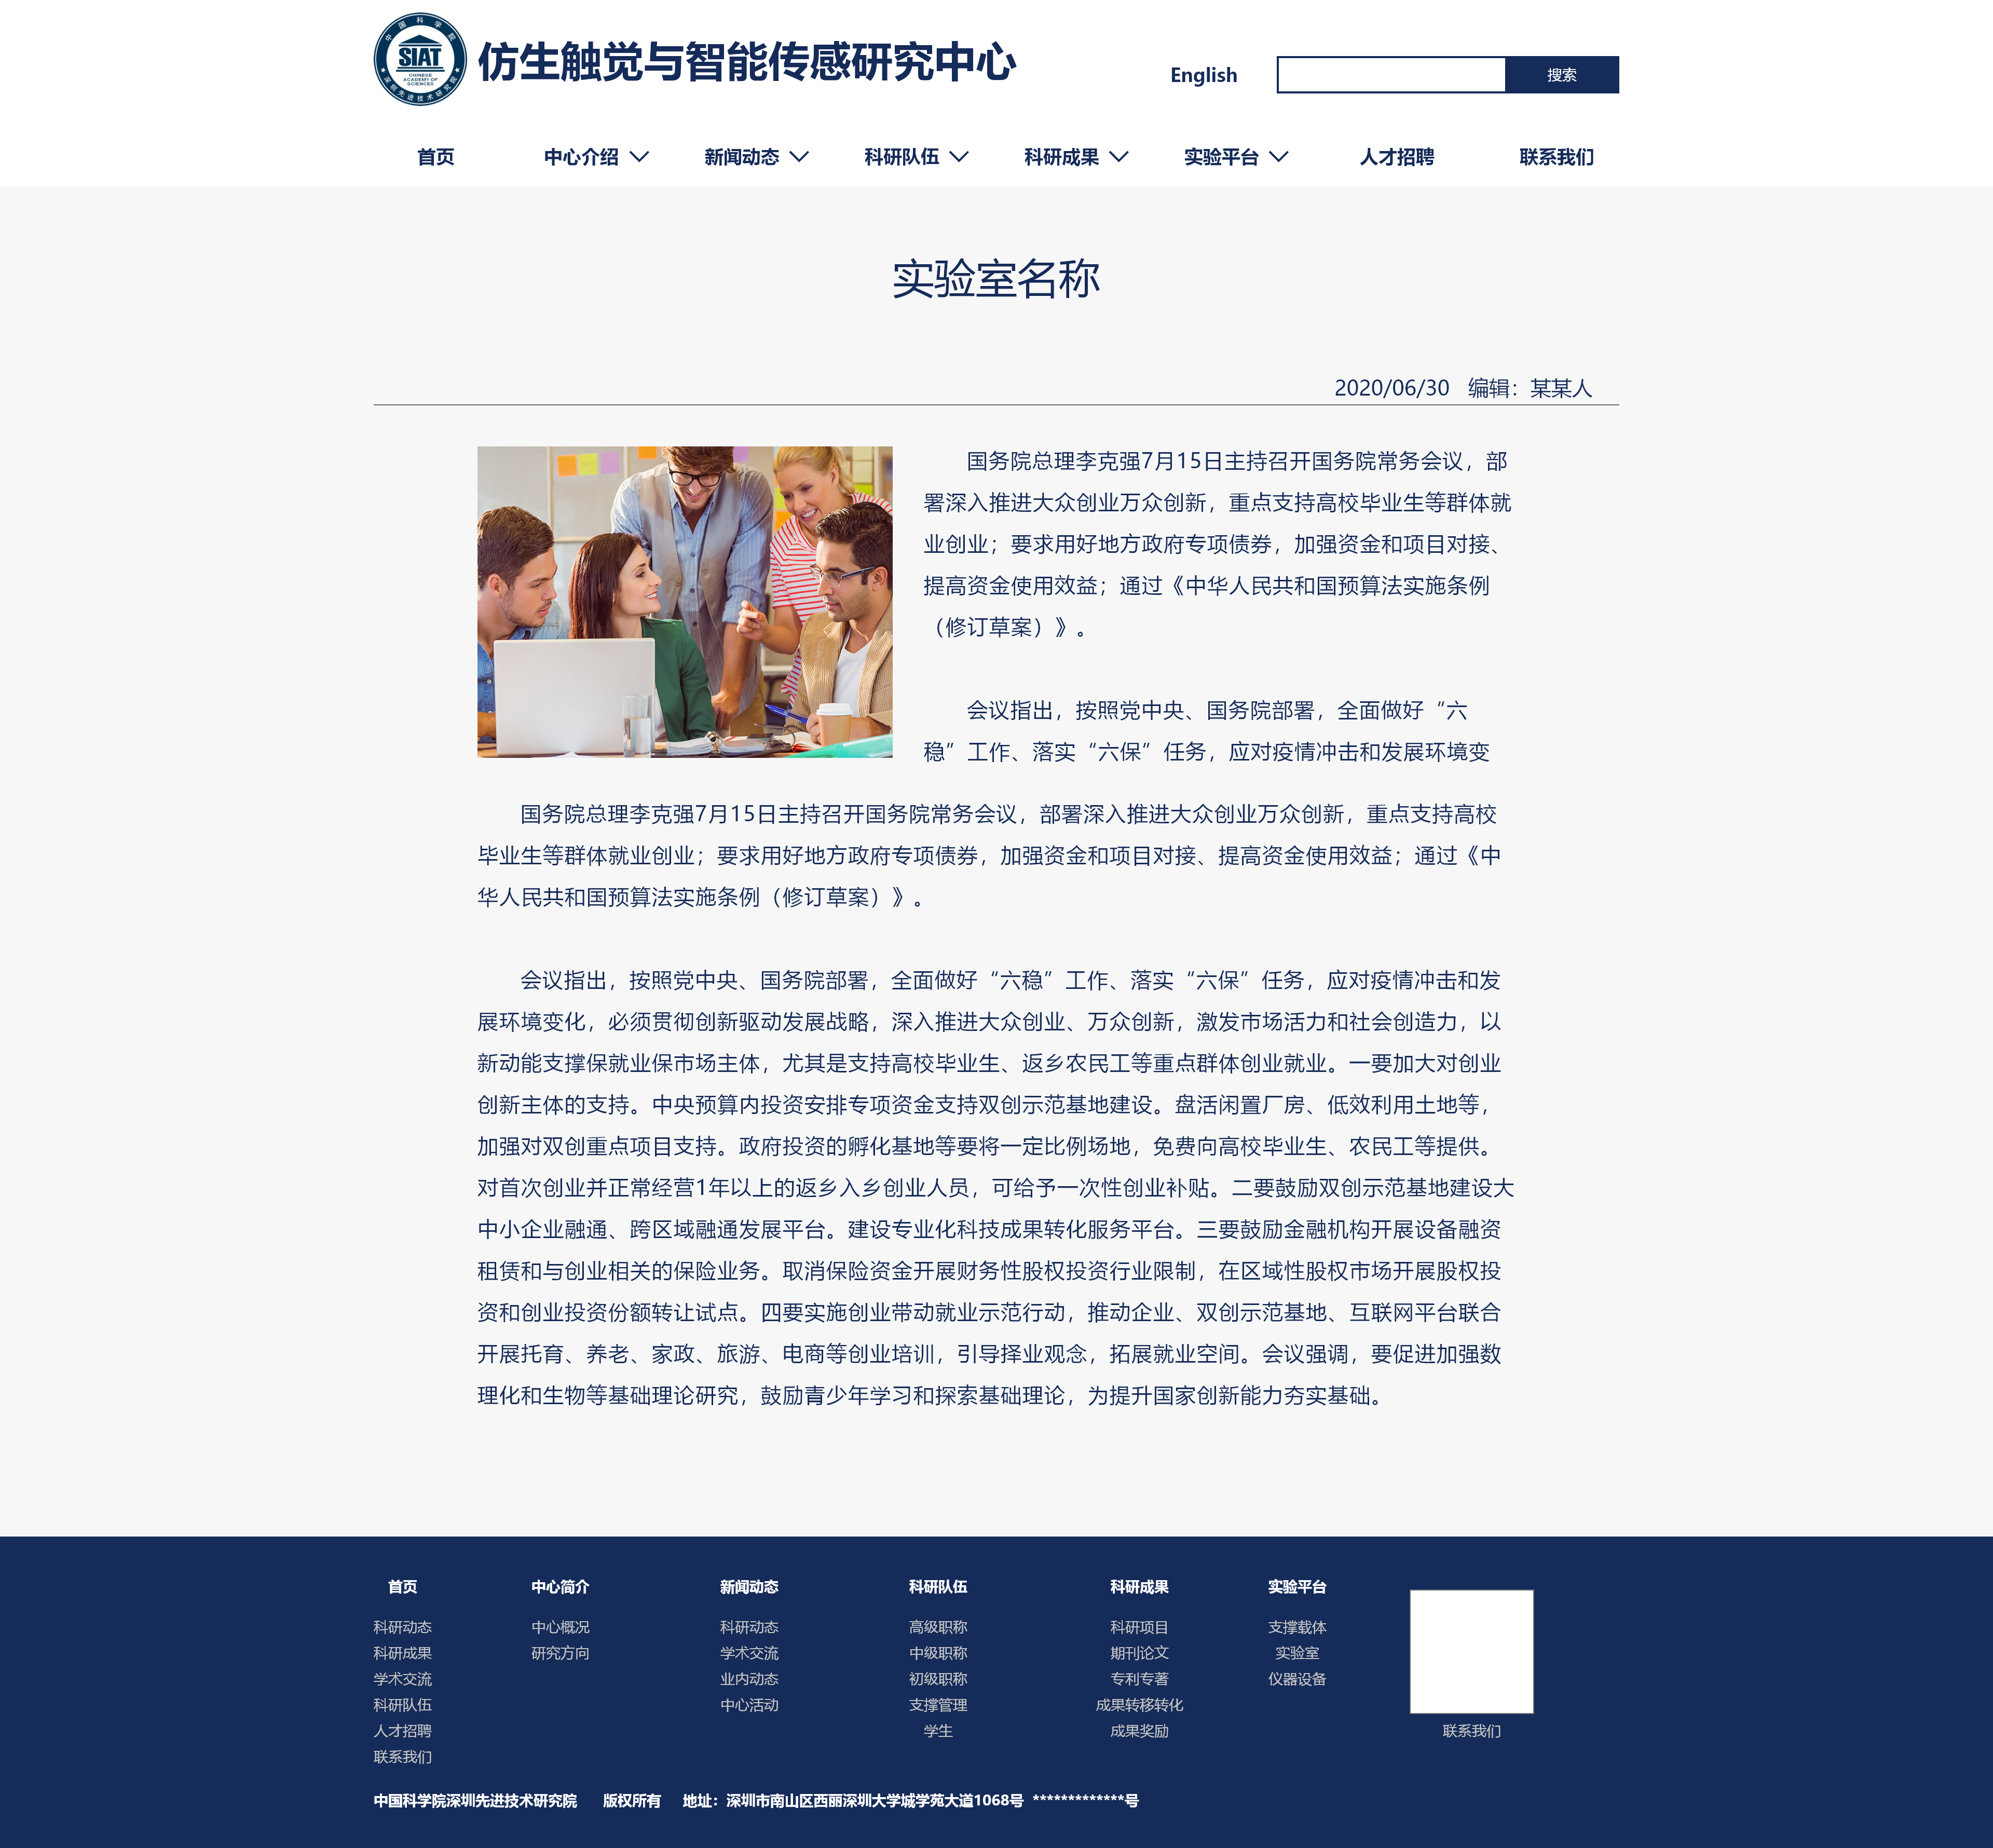 中国科学院
SIAT
CHINESE
ACADEMY OF
SCIENCES
深圳先进技术研究院
仿生触觉与智能传感研究中心
English
搜索
首页 中心介绍 新闻动态 科研队伍 科研成果 实验平台 人才招聘 联系我们
实验室名称
2020/06/30 编辑：某某人
国务院总理李克强7月15日主持召开国务院常务会议，部
署深入推进大众创业万众创新，重点支持高校毕业生等群体就
业创业；要求用好地方政府专项债券，加强资金和项目对接、
提高资金使用效益；通过《中华人民共和国预算法实施条例
（修订草案）》。
会议指出，按照党中央、国务院部署，全面做好“六
稳”工作、落实“六保”任务，应对疫情冲击和发展环境变
国务院总理李克强7月15日主持召开国务院常务会议，部署深入推进大众创业万众创新，重点支持高校
毕业生等群体就业创业；要求用好地方政府专项债券，加强资金和项目对接、提高资金使用效益；通过《中
华人民共和国预算法实施条例（修订草案）》。
会议指出，按照党中央、国务院部署，全面做好“六稳”工作、落实“六保”任务，应对疫情冲击和发
展环境变化，必须贯彻创新驱动发展战略，深入推进大众创业、万众创新，激发市场活力和社会创造力，以
新动能支撑保就业保市场主体，尤其是支持高校毕业生、返乡农民工等重点群体创业就业。一要加大对创业
创新主体的支持。中央预算内投资安排专项资金支持双创示范基地建设。盘活闲置厂房、低效利用土地等，
加强对双创重点项目支持。政府投资的孵化基地等要将一定比例场地，免费向高校毕业生、农民工等提供。
对首次创业并正常经营1年以上的返乡入乡创业人员，可给予一次性创业补贴。二要鼓励双创示范基地建设大
中小企业融通、跨区域融通发展平台。建设专业化科技成果转化服务平台。三要鼓励金融机构开展设备融资
租赁和与创业相关的保险业务。取消保险资金开展财务性股权投资行业限制，在区域性股权市场开展股权投
资和创业投资份额转让试点。四要实施创业带动就业示范行动，推动企业、双创示范基地、互联网平台联合
开展托育、养老、家政、旅游、电商等创业培训，引导择业观念，拓展就业空间。会议强调，要促进加强数
理化和生物等基础理论研究，鼓励青少年学习和探索基础理论，为提升国家创新能力夯实基础。
首页 中心简介 新闻动态 科研队伍 科研成果 实验平台
科研动态 中心概况 科研动态 高级职称 科研项目 支撑载体
科研成果 研究方向 学术交流 中级职称 期刊论文 实验室
学术交流 业内动态 初级职称 专利专著 仪器设备
科研队伍 中心活动 支撑管理 成果转移转化
人才招聘 学生 成果奖励 联系我们
联系我们
中国科学院深圳先进技术研究院 版权所有 地址：深圳市南山区西丽深圳大学城学苑大道1068号 *************号